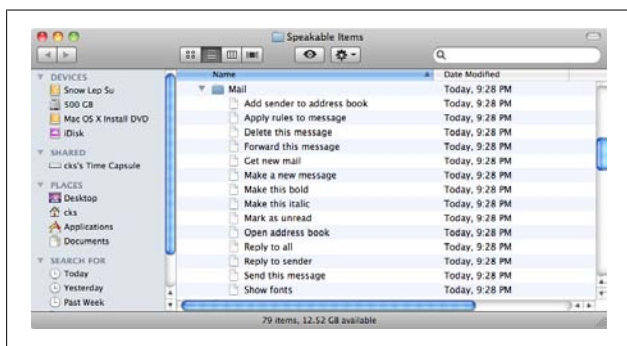 Speakable Items
Name Date Modified
DEVICES
Snow Lep Su
500 GB
Mac OS X Install DVD
iDisk
SHARED
cks's Time Capsule
PLACES
Desktop
cks
Applications
Documents
SEARCH FOR
Today
Yesterday
Past Week
Mail Today, 9:28 PM
Add sender to address book Today, 9:28 PM
Apply rules to message Today, 9:28 PM
Delete this message Today, 9:28 PM
Forward this message Today, 9:28 PM
Get new mail Today, 9:28 PM
Make a new message Today, 9:28 PM
Make this bold Today, 9:28 PM
Make this italic Today, 9:28 PM
Mark as unread Today, 9:28 PM
Open address book Today, 9:28 PM
Reply to all Today, 9:28 PM
Reply to sender Today, 9:28 PM
Send this message Today, 9:28 PM
Show fonts Today, 9:28 PM
79 items, 12.52 GB available